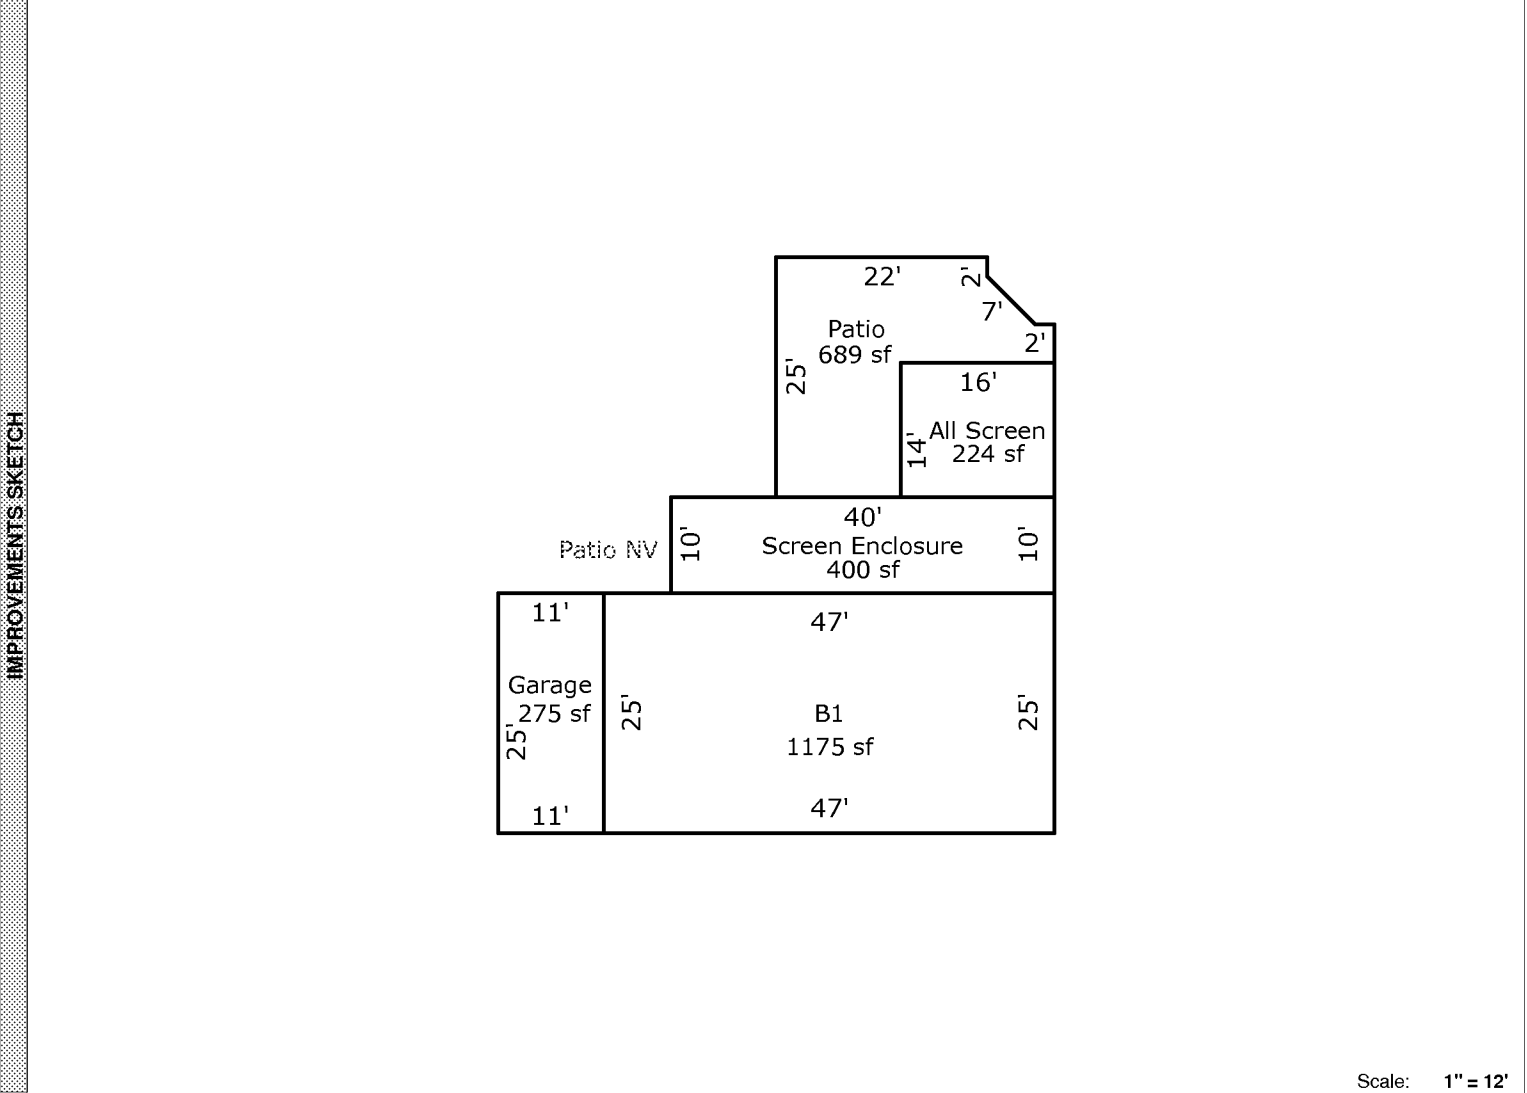 IMPROVEMENTS SKETCH
22'
2'
7'
Patio
689 sf
2'
25'
16'
All Screen
14'
224 sf
40'
Patio NV
10'
Screen Enclosure
10'
400 sf
11'
47'
Garage
275 sf
25'
25'
B1
25'
1175 sf
11'
47'
Scale: 1" = 12'